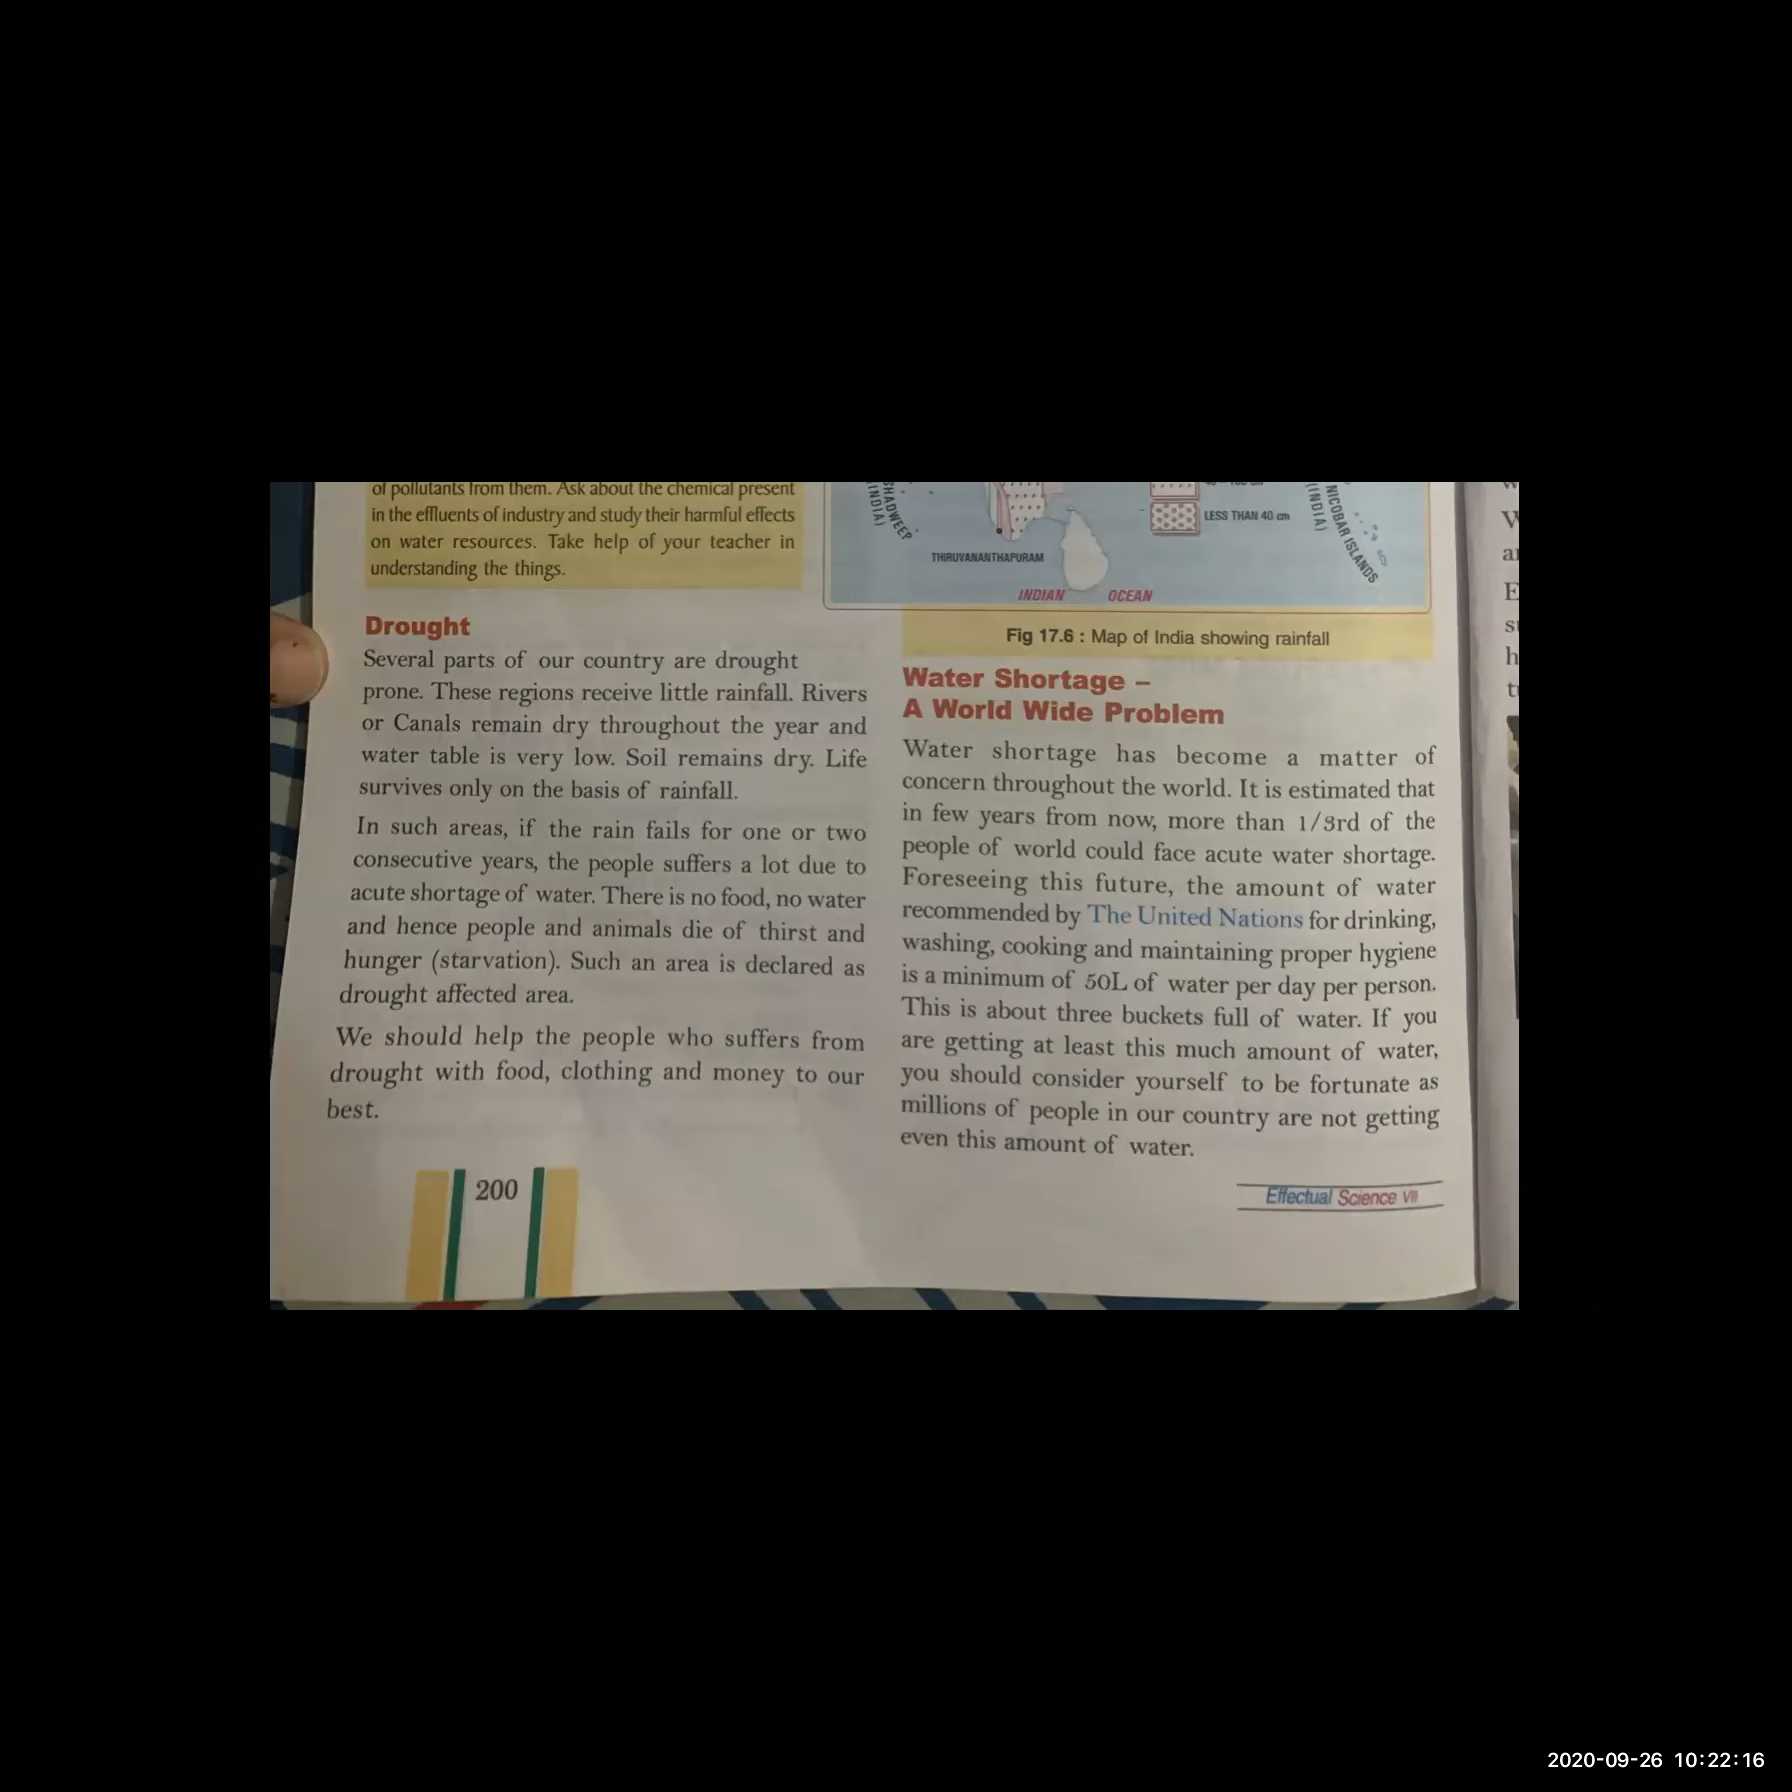 of pollutants from them. Ask about the chemical present
in the effluents of industry and study their harmful effects
on water resources. Take help of your teacher in
understanding the things.
Drought
Several parts of our country are drought
prone. These regions receive little rainfall. Rivers
or Canals remain dry throughout the year and
water table is very low. Soil remains dry. Life
survives only on the basis of rainfall.
In such areas, if the rain fails for one or two
consecutive years, the people suffers a lot due to
acute shortage of water. There is no food, no water
and hence people and animals die of thirst and
hunger (starvation). Such an area is declared as
drought affected area.
We should help the people who suffers from
drought with food, clothing and money to our
best.
200
SHADWEEP
(INDIA)
THIRUVANANTHAPURAM
INDIAN OCEAN
LESS THAN 40 cm
NICOBAR ISLANDS
(INDIA)
Fig 17.6 : Map of India showing rainfall
Water Shortage –
A World Wide Problem
Water shortage has become a matter of
concern throughout the world. It is estimated that
in few years from now, more than 1/3rd of the
people of world could face acute water shortage.
Foreseeing this future, the amount of water
recommended by The United Nations for drinking,
washing, cooking and maintaining proper hygiene
is a minimum of 50L of water per day per person.
This is about three buckets full of water. If you
are getting at least this much amount of water,
you should consider yourself to be fortunate as
millions of people in our country are not getting
even this amount of water.
Effectual Science VII
2020-09-26 10:22:16